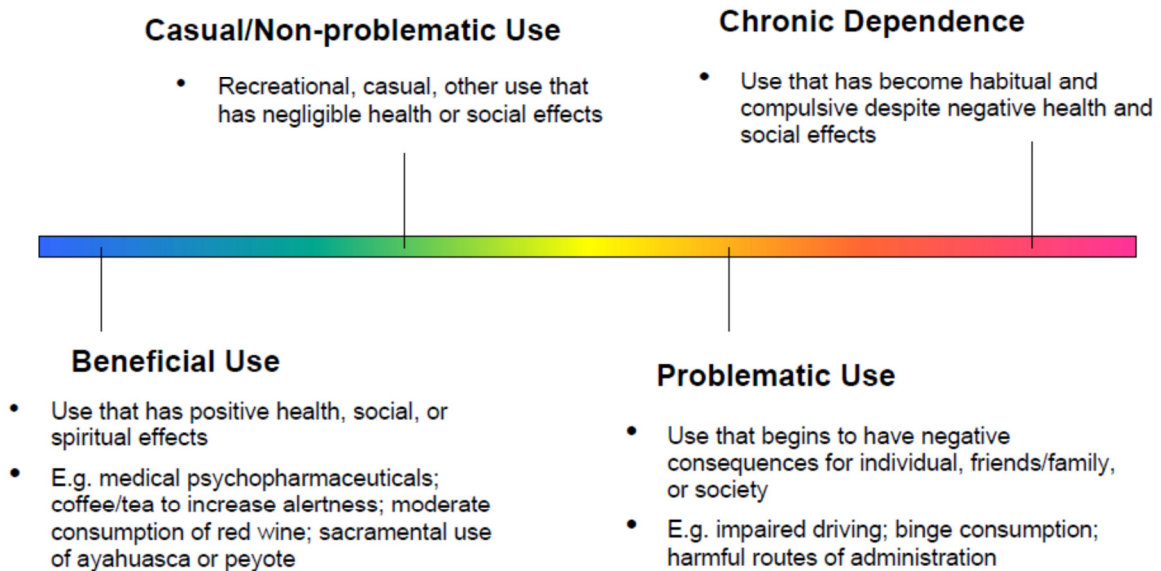 Casual/Non-problematic Use
• Recreational, casual, other use that
has negligible health or social effects
Chronic Dependence
• Use that has become habitual and
compulsive despite negative health and
social effects
Beneficial Use
• Use that has positive health, social, or
spiritual effects
• E.g. medical psychopharmaceuticals;
coffee/tea to increase alertness; moderate
consumption of red wine; sacramental use
of ayahuasca or peyote
Problematic Use
• Use that begins to have negative
consequences for individual, friends/family,
or society
• E.g. impaired driving; binge consumption;
harmful routes of administration